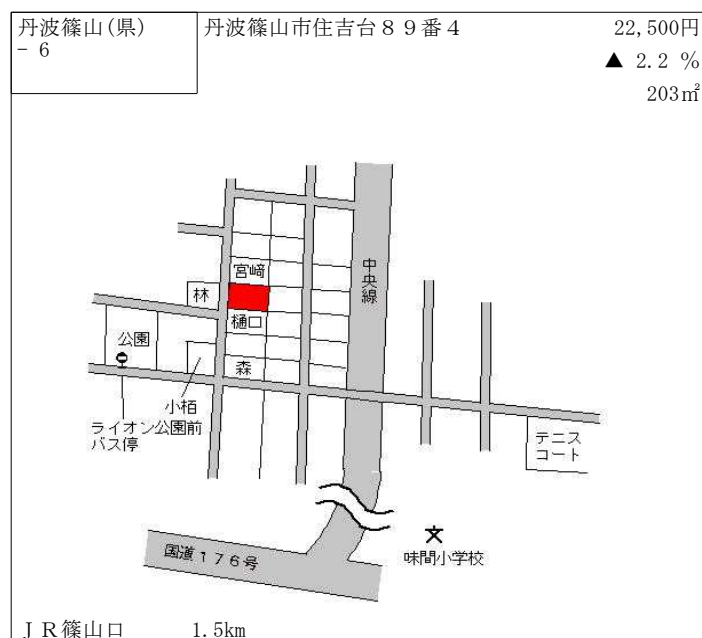 丹波篠山(県)
- 6
丹波篠山市住吉台８９番４
22,500円
▲ 2.2 %
203㎡
宮﨑
林
樋口
公園
森
小栢
ライオン公園前
バス停
中央線
テニス
コート
味間小学校
国道１７６号
ＪＲ篠山口
1.5km